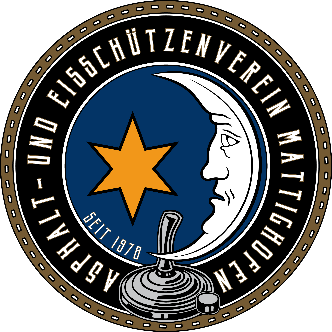 ASPHALT- UND EISSCHÜTZENVEREIN MATTIGHOFEN
SEIT 1978